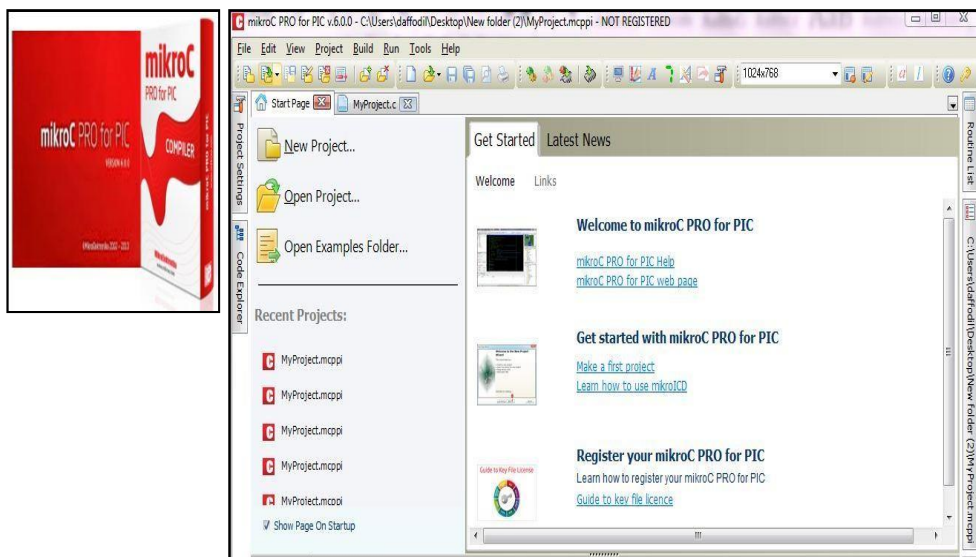 mikroC
PRO for PIC
mikroC PRO for PIC
COMPILER
mikroC PRO for PIC v.6.0.0 - C:\Users\daffodil\Desktop\New folder (2)\MyProject.mcppi - NOT REGISTERED
File Edit View Project Build Run Tools Help
1024x768
Start Page MyProject.c
Project Settings
Code Explorer
New Project...
Open Project...
Open Examples Folder...
Recent Projects:
MyProject.mcppi
MyProject.mcppi
MyProject.mcppi
MyProject.mcppi
MyProject.mcppi
Show Page On Startup
Get Started Latest News
Welcome Links
Welcome to mikroC PRO for PIC
mikroC PRO for PIC Help
mikroC PRO for PIC web page
Get started with mikroC PRO for PIC
Make a first project
Learn how to use mikroICD
Guide to Key File License
Register your mikroC PRO for PIC
Learn how to register your mikroC PRO for PIC
Guide to key file licence
Routine List
C:\Users\daffodil\Desktop\New folder (2)\MyProject.mcppi